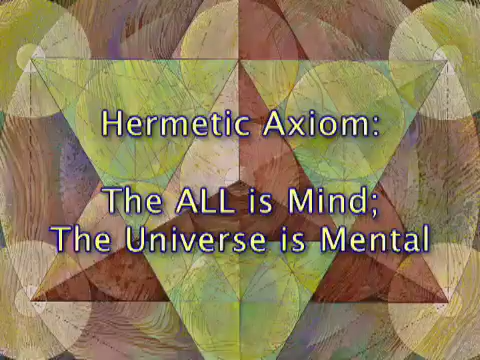 Hermetic Axiom:
The ALL is Mind;
The Universe is Mental